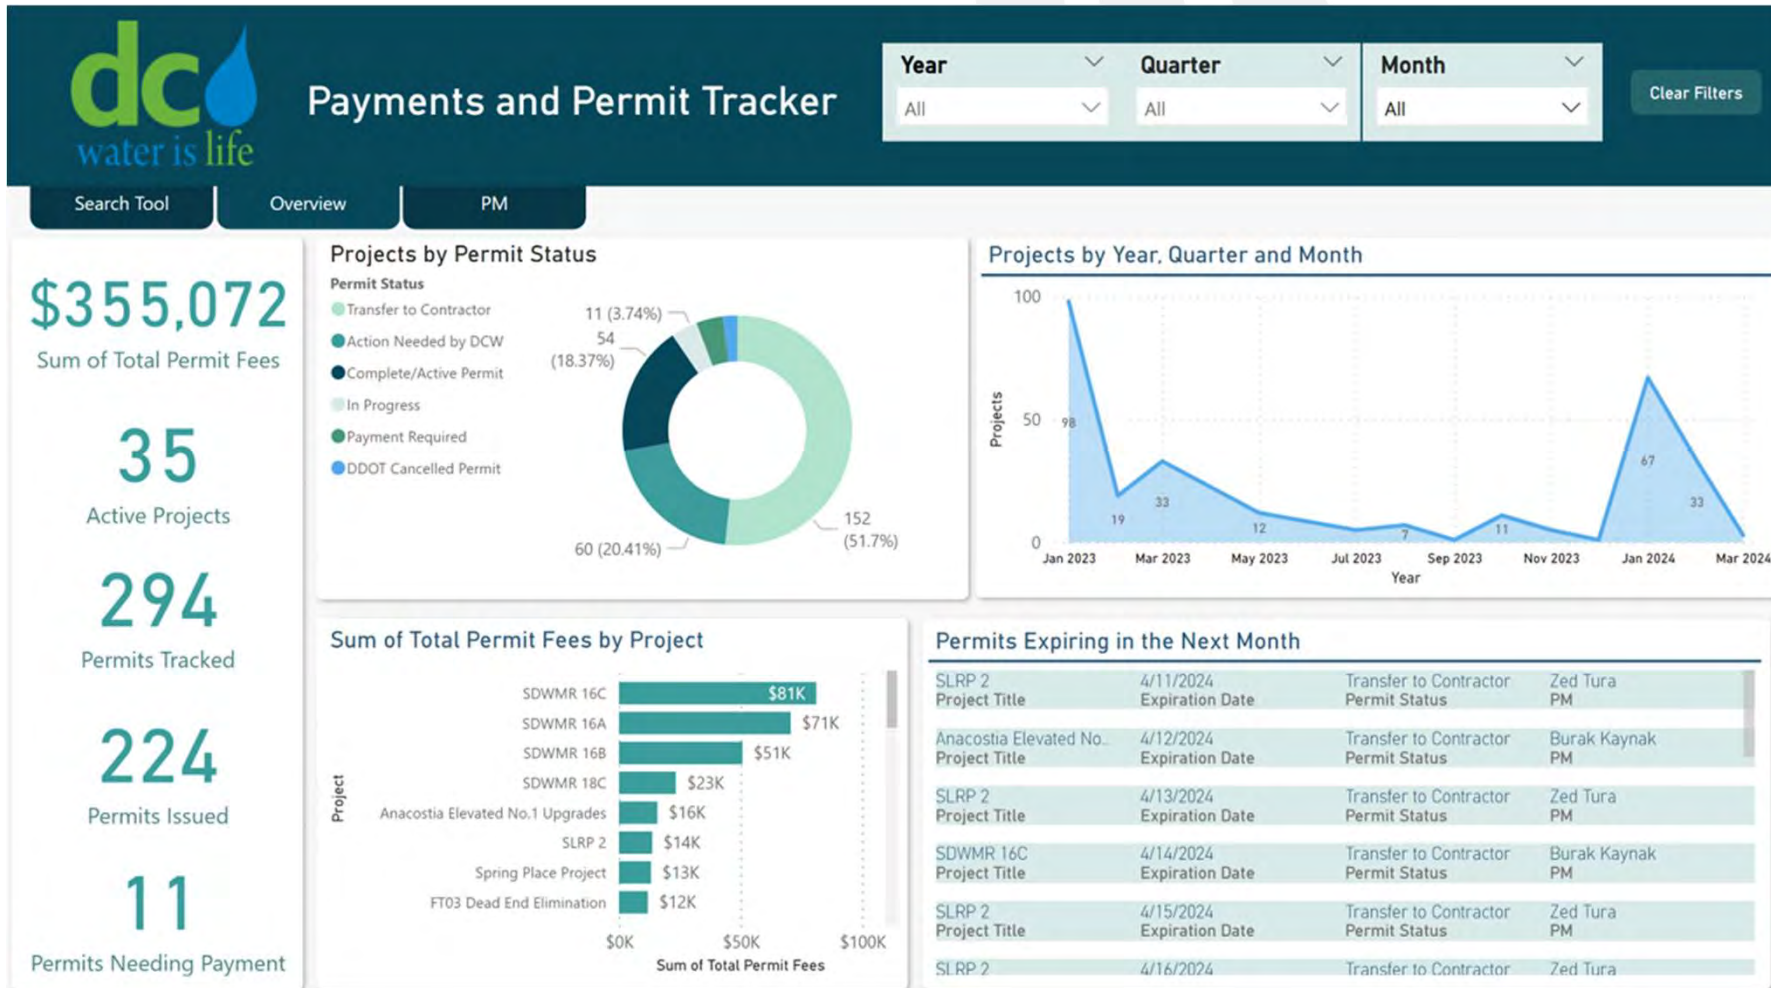 dc
water is life
Payments and Permit Tracker
Year
All
Quarter
All
Month
All
Clear Filters
Search Tool
Overview
PM
$355,072
Sum of Total Permit Fees
35
Active Projects
294
Permits Tracked
224
Permits Issued
11
Permits Needing Payment
Projects by Permit Status
Permit Status
Transfer to Contractor
Action Needed by DCW
Complete/Active Permit
In Progress
Payment Required
DDOT Cancelled Permit
11 (3.74%)
54
(18.37%)
60 (20.41%)
152
(51.7%)
Projects by Year, Quarter and Month
Projects
100
50
0
98
19
33
12
7
11
67
33
Jan 2023
Mar 2023
May 2023
Jul 2023
Sep 2023
Nov 2023
Jan 2024
Mar 2024
Year
Sum of Total Permit Fees by Project
Project
SDWMR 16C $81K
SDWMR 16A $71K
SDWMR 16B $51K
SDWMR 18C $23K
Anacostia Elevated No.1 Upgrades $16K
SLRP 2 $14K
Spring Place Project $13K
FT03 Dead End Elimination $12K
$0K $50K $100K
Sum of Total Permit Fees
Permits Expiring in the Next Month
SLRP 2 4/11/2024 Transfer to Contractor Zed Tura
Project Title Expiration Date Permit Status PM
Anacostia Elevated No... 4/12/2024 Transfer to Contractor Burak Kaynak
Project Title Expiration Date Permit Status PM
SLRP 2 4/13/2024 Transfer to Contractor Zed Tura
Project Title Expiration Date Permit Status PM
SDWMR 16C 4/14/2024 Transfer to Contractor Burak Kaynak
Project Title Expiration Date Permit Status PM
SLRP 2 4/15/2024 Transfer to Contractor Zed Tura
Project Title Expiration Date Permit Status PM
SLRP 2 4/16/2024 Transfer to Contractor Zed Tura